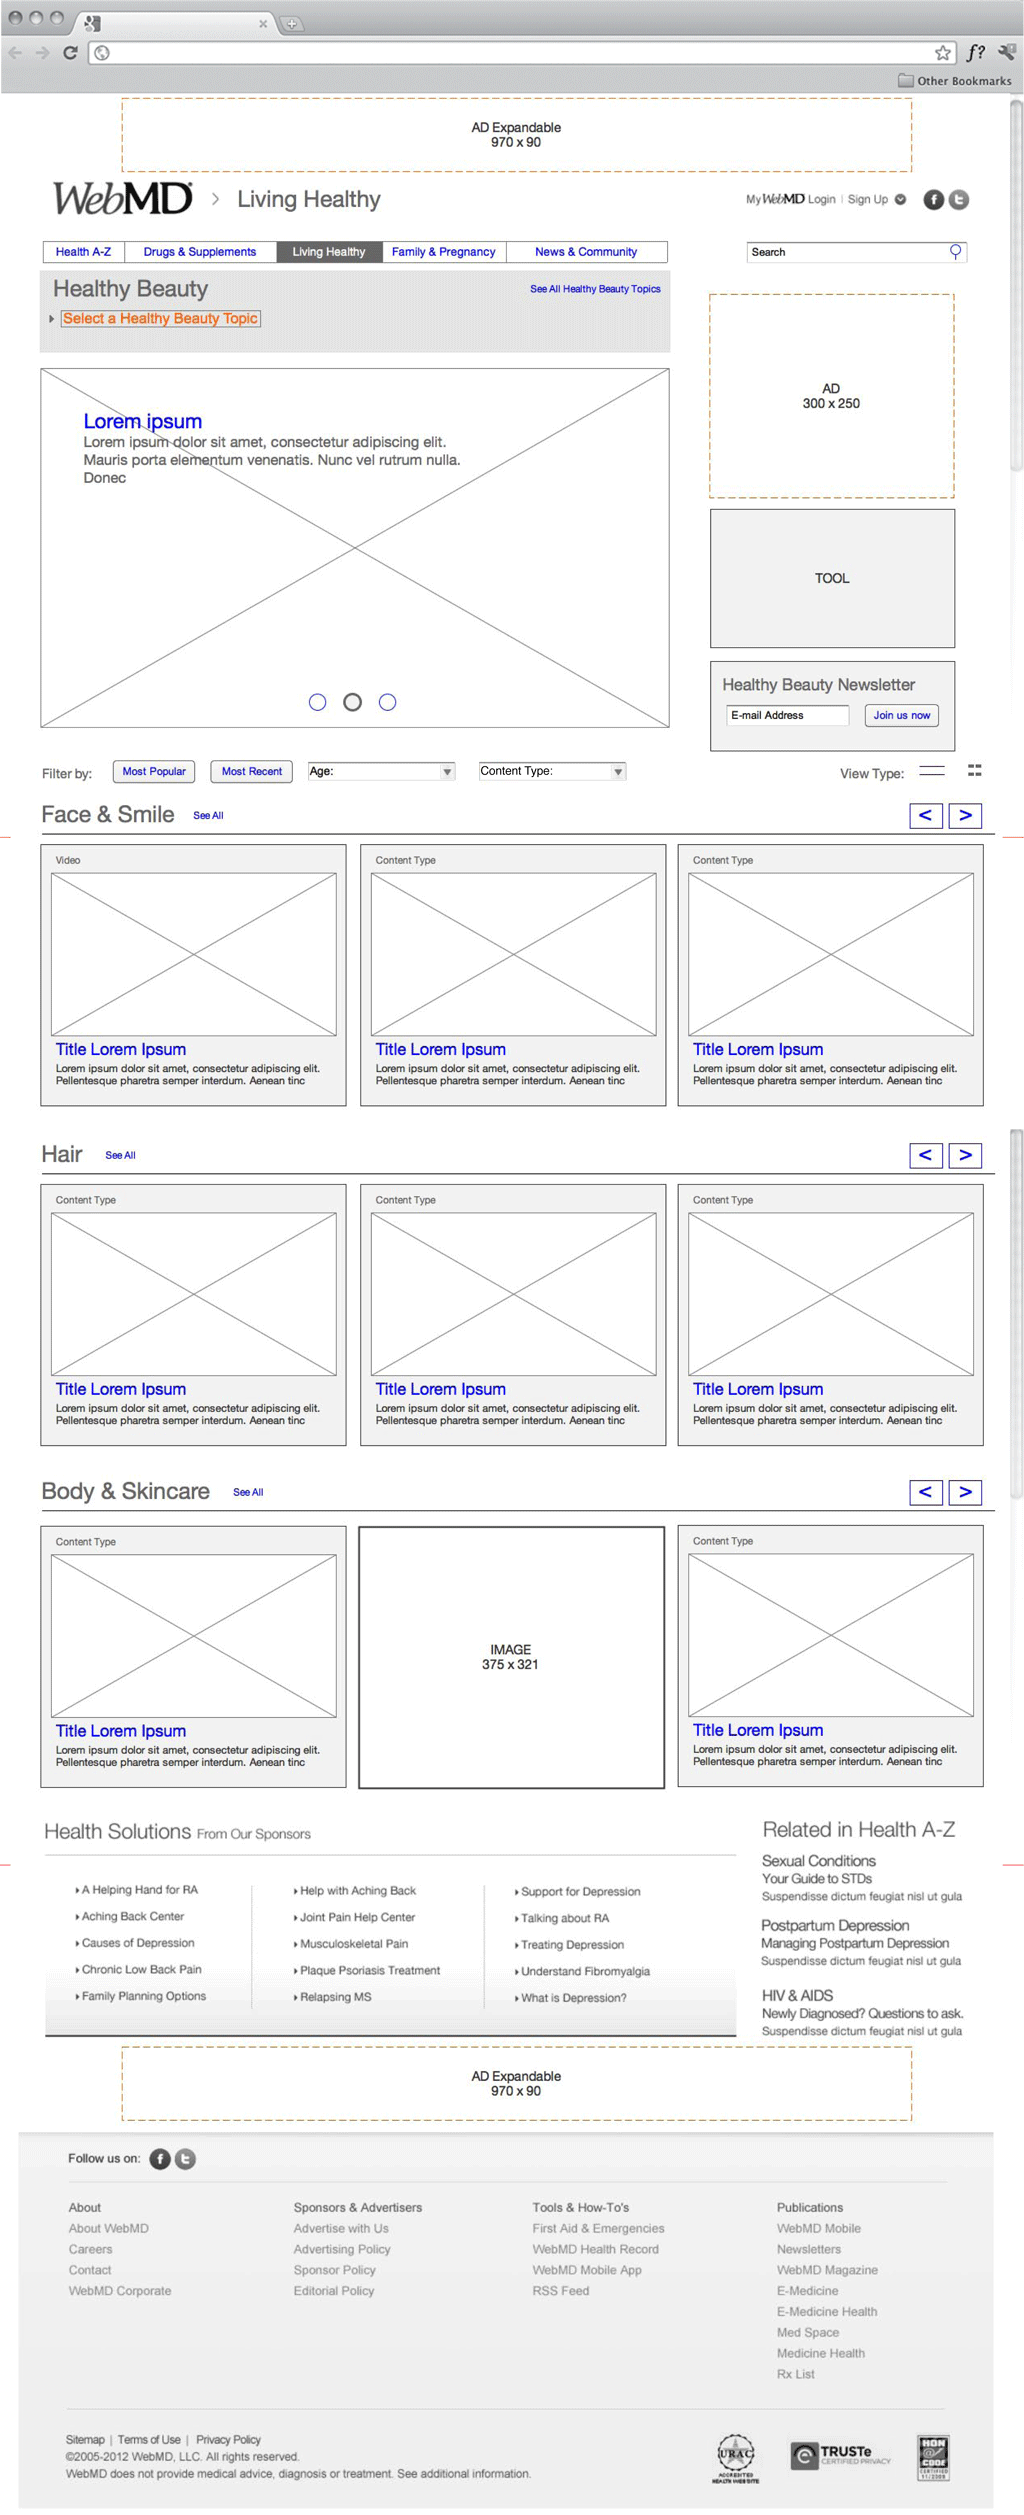 f?
Other Bookmarks
AD Expandable
970 x 90
WebMD > Living Healthy
My WebMD Login | Sign Up
f t
Health A-Z Drugs & Supplements Living Healthy Family & Pregnancy News & Community
Search
Healthy Beauty
See All Healthy Beauty Topics
Select a Healthy Beauty Topic
AD
300 x 250
Lorem ipsum
Lorem ipsum dolor sit amet, consectetur adipiscing elit.
Mauris porta elementum venenatis. Nunc vel rutrum nulla.
Donec
TOOL
Healthy Beauty Newsletter
E-mail Address Join us now
Filter by: Most Popular Most Recent Age: Content Type: View Type:
Face & Smile See All < >
Video
Title Lorem Ipsum
Lorem ipsum dolor sit amet, consectetur adipiscing elit.
Pellentesque pharetra semper interdum. Aenean tinc
Content Type
Title Lorem Ipsum
Lorem ipsum dolor sit amet, consectetur adipiscing elit.
Pellentesque pharetra semper interdum. Aenean tinc
Content Type
Title Lorem Ipsum
Lorem ipsum dolor sit amet, consectetur adipiscing elit.
Pellentesque pharetra semper interdum. Aenean tinc
Hair See All < >
Content Type
Title Lorem Ipsum
Lorem ipsum dolor sit amet, consectetur adipiscing elit.
Pellentesque pharetra semper interdum. Aenean tinc
Content Type
Title Lorem Ipsum
Lorem ipsum dolor sit amet, consectetur adipiscing elit.
Pellentesque pharetra semper interdum. Aenean tinc
Content Type
Title Lorem Ipsum
Lorem ipsum dolor sit amet, consectetur adipiscing elit.
Pellentesque pharetra semper interdum. Aenean tinc
Body & Skincare See All < >
Content Type
Title Lorem Ipsum
Lorem ipsum dolor sit amet, consectetur adipiscing elit.
Pellentesque pharetra semper interdum. Aenean tinc
IMAGE
375 x 321
Content Type
Title Lorem Ipsum
Lorem ipsum dolor sit amet, consectetur adipiscing elit.
Pellentesque pharetra semper interdum. Aenean tinc
Health Solutions From Our Sponsors
A Helping Hand for RA
Aching Back Center
Causes of Depression
Chronic Low Back Pain
Family Planning Options
Help with Aching Back
Joint Pain Help Center
Musculoskeletal Pain
Plaque Psoriasis Treatment
Relapsing MS
Support for Depression
Talking about RA
Treating Depression
Understand Fibromyalgia
What is Depression?
Related in Health A-Z
Sexual Conditions
Your Guide to STDs
Suspendisse dictum feugiat nisl ut gula
Postpartum Depression
Managing Postpartum Depression
Suspendisse dictum feugiat nisl ut gula
HIV & AIDS
Newly Diagnosed? Questions to ask.
Suspendisse dictum feugiat nisl ut gula
AD Expandable
970 x 90
Follow us on: f t
About
About WebMD
Careers
Contact
WebMD Corporate
Sponsors & Advertisers
Advertise with Us
Advertising Policy
Sponsor Policy
Editorial Policy
Tools & How-To's
First Aid & Emergencies
WebMD Health Record
WebMD Mobile App
RSS Feed
Publications
WebMD Mobile
Newsletters
WebMD Magazine
E-Medicine
E-Medicine Health
Med Space
Medicine Health
Rx List
Sitemap | Terms of Use | Privacy Policy
©2005-2012 WebMD, LLC. All rights reserved.
WebMD does not provide medical advice, diagnosis or treatment. See additional information.
URAC
ACCREDITED
HEALTH WEB SITE
TRUSTe
CERTIFIED PRIVACY
HON
@
CODE
CERTIFIED